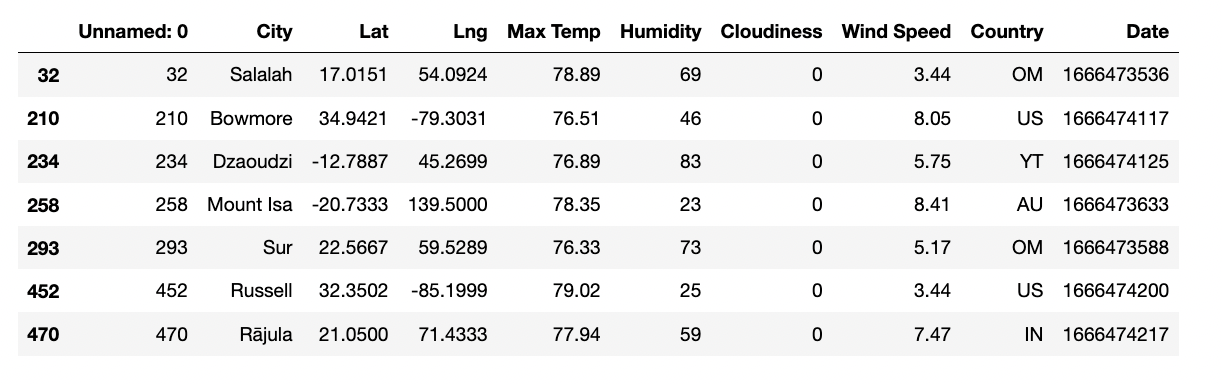 Unnamed: 0 City Lat Lng Max Temp Humidity Cloudiness Wind Speed Country Date
32 32 Salalah 17.0151 54.0924 78.89 69 0 3.44 OM 1666473536
210 210 Bowmore 34.9421 -79.3031 76.51 46 0 8.05 US 1666474117
234 234 Dzaoudzi -12.7887 45.2699 76.89 83 0 5.75 YT 1666474125
258 258 Mount Isa -20.7333 139.5000 78.35 23 0 8.41 AU 1666473633
293 293 Sur 22.5667 59.5289 76.33 73 0 5.17 OM 1666473588
452 452 Russell 32.3502 -85.1999 79.02 25 0 3.44 US 1666474200
470 470 Rājula 21.0500 71.4333 77.94 59 0 7.47 IN 1666474217